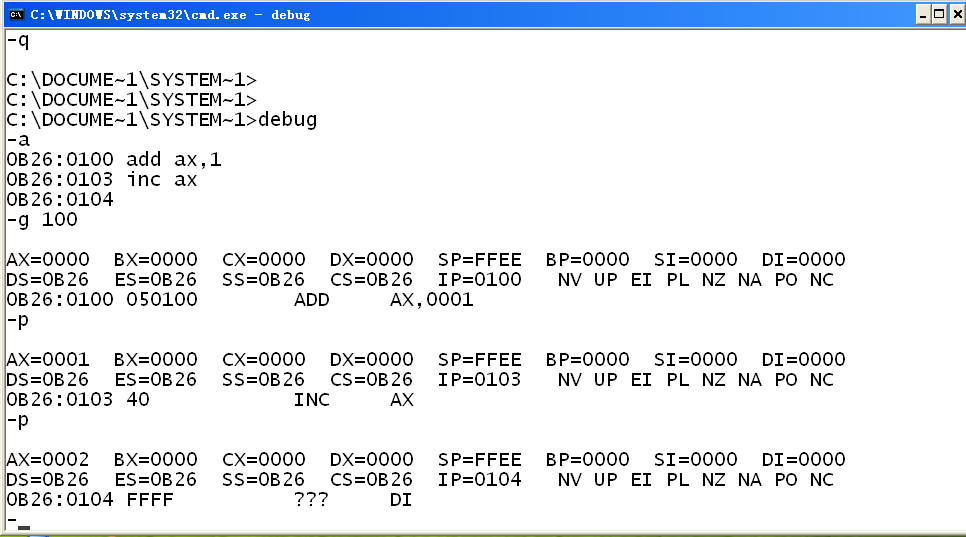 C:\WINDOWS\system32\cmd.exe - debug
-q
C:\DOCUME~1\SYSTEM~1>
C:\DOCUME~1\SYSTEM~1>
C:\DOCUME~1\SYSTEM~1>debug
-a
0B26:0100 add ax,1
0B26:0103 inc ax
0B26:0104
-g 100
AX=0000  BX=0000  CX=0000  DX=0000  SP=FFEE  BP=0000  SI=0000  DI=0000
DS=0B26  ES=0B26  SS=0B26  CS=0B26  IP=0100   NV UP EI PL NZ NA PO NC
0B26:0100 050100        ADD     AX,0001
-p
AX=0001  BX=0000  CX=0000  DX=0000  SP=FFEE  BP=0000  SI=0000  DI=0000
DS=0B26  ES=0B26  SS=0B26  CS=0B26  IP=0103   NV UP EI PL NZ NA PO NC
0B26:0103 40            INC     AX
-p
AX=0002  BX=0000  CX=0000  DX=0000  SP=FFEE  BP=0000  SI=0000  DI=0000
DS=0B26  ES=0B26  SS=0B26  CS=0B26  IP=0104   NV UP EI PL NZ NA PO NC
0B26:0104 FFFF          ???     DI
-_